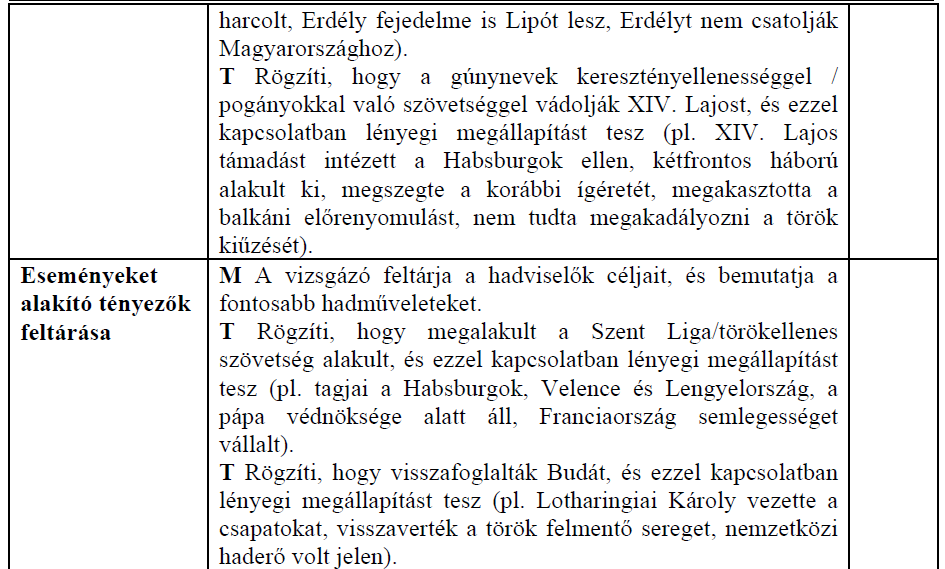 harcolt, Erdély fejedelme is Lipót lesz, Erdélyt nem csatolják
Magyarországhoz).
T Rögzíti, hogy a gúnynevek keresztényellenességgel /
pogányokkal való szövetséggel vádolják XIV. Lajost, és ezzel
kapcsolatban lényegi megállapítást tesz (pl. XIV. Lajos
támadást intézett a Habsburgok ellen, kétfrontos háború
alakult ki, megszegte a korábbi ígéretét, megakasztotta a
balkáni előrenyomulást, nem tudta megakadályozni a török
kiűzését).
Eseményeket
alakító tényezők
feltárása
M A vizsgázó feltárja a hadviselők céljait, és bemutatja a
fontosabb hadműveleteket.
T Rögzíti, hogy megalakult a Szent Liga/törökellenes
szövetség alakult, és ezzel kapcsolatban lényegi megállapítást
tesz (pl. tagjai a Habsburgok, Velence és Lengyelország, a
pápa védnöksége alatt áll, Franciaország semlegességet
vállalt).
T Rögzíti, hogy visszafoglalták Budát, és ezzel kapcsolatban
lényegi megállapítást tesz (pl. Lotharingiai Károly vezette a
csapatokat, visszaverték a török felmentő sereget, nemzetközi
haderő volt jelen).